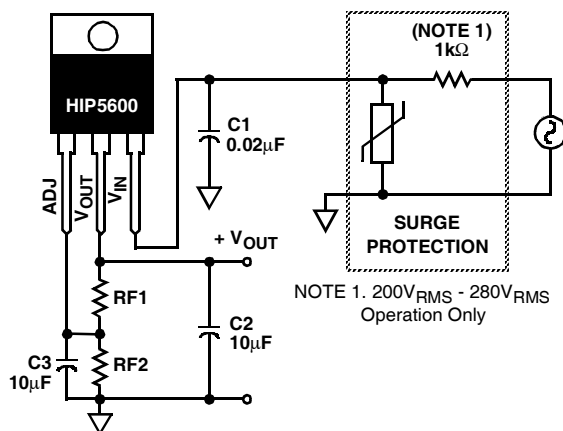 (NOTE 1)
1kΩ
HIP5600
C1
0.02μF
ADJ
VOUT
VIN
SURGE
PROTECTION
+ VOUT
NOTE 1. 200VRMS - 280VRMS
Operation Only
RF1
C2
10μF
C3
10μF
RF2